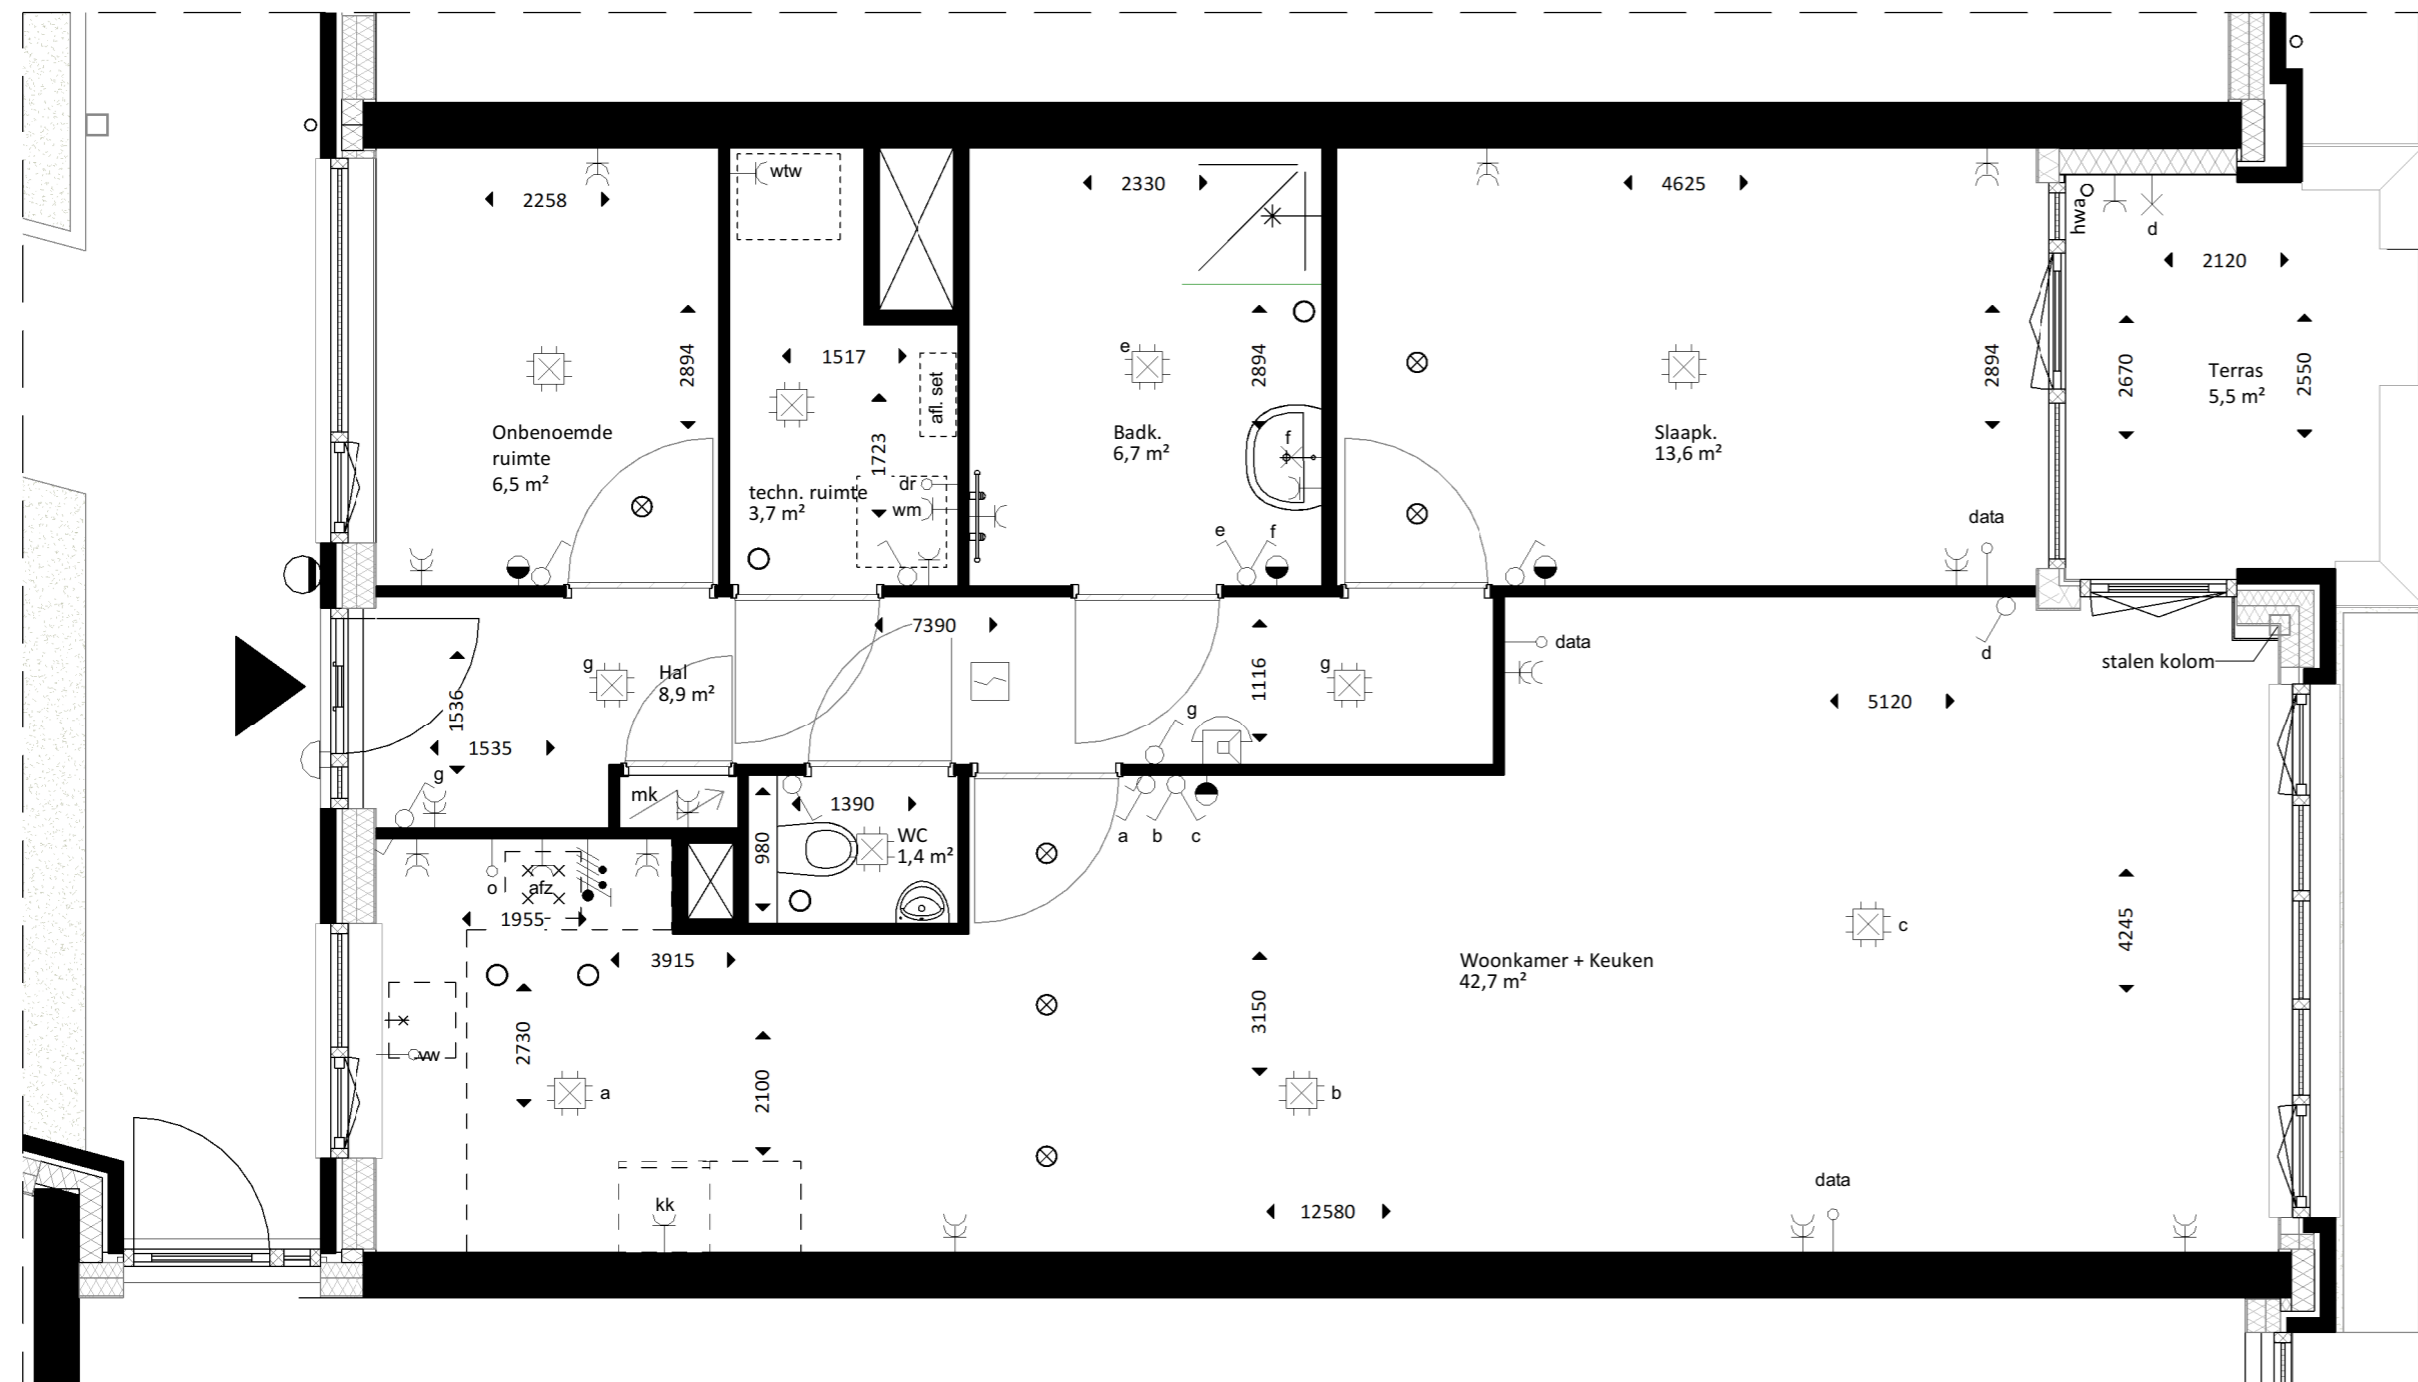 wtw
2258
2330
4625
hwa
d
2120
2894
1517
afl. set
e
2894
2894
2670
Terras
5,5 m²
2550
Onbenoemde
ruimte
6,5 m²
1723
Badk.
6,7 m²
f
Slaapk.
13,6 m²
techn. ruimte
3,7 m²
dr
wm
e
f
data
7390
data
d
stalen kolom
g
Hal
8,9 m²
1116
g
1536
1535
g
g
5120
mk
1390
980
WC
1,4 m²
a
b
c
o
afz
1955
3915
c
4245
Woonkamer + Keuken
42,7 m²
3150
2730
vw
2100
a
b
kk
data
12580